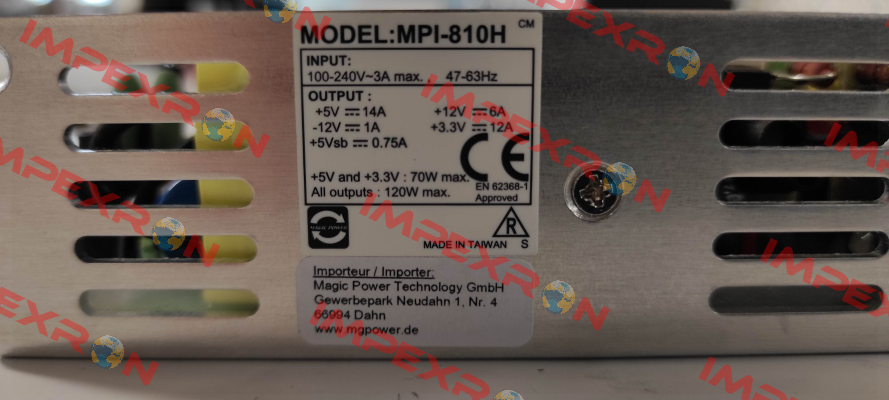 MODEL:MPI-810H CM
INPUT:
100-240V~3A max. 47-63Hz
OUTPUT :
+5V ⎓ 14A +12V ⎓ 6A
-12V ⎓ 1A +3.3V ⎓ 12A
+5Vsb ⎓ 0.75A
CE
+5V and +3.3V : 70W max.
All outputs : 120W max.
EN 62368-1
Approved
MAGIC POWER
R
MADE IN TAIWAN S
Importeur / Importer:
Magic Power Technology GmbH
Gewerbepark Neudahn 1, Nr. 4
66994 Dahn
www.mgpower.de
IMPEXRON